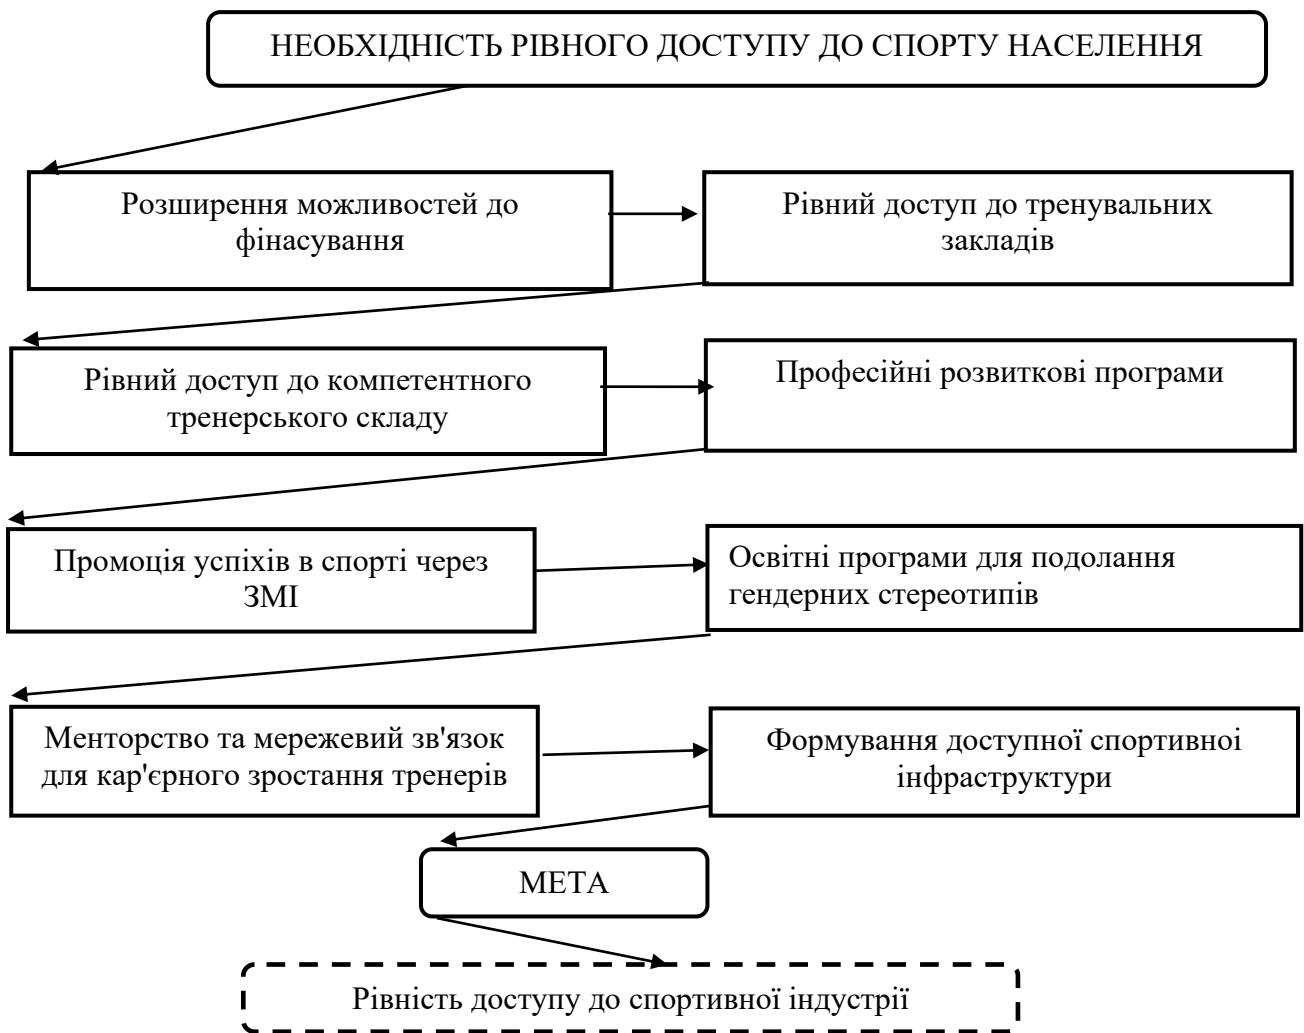 НЕОБХІДНІСТЬ РІВНОГО ДОСТУПУ ДО СПОРТУ НАСЕЛЕННЯ
Розширення можливостей до
фінасування
Рівний доступ до тренувальних
закладів
Рівний доступ до компетентного
тренерського складу
Професійні розвиткові програми
Промоція успіхів в спорті через
ЗМІ
Освітні програми для подолання
гендерних стереотипів
Менторство та мережевий зв'язок
для кар'єрного зростання тренерів
Формування доступної спортивної
інфраструктури
МЕТА
Рівність доступу до спортивної індустрії